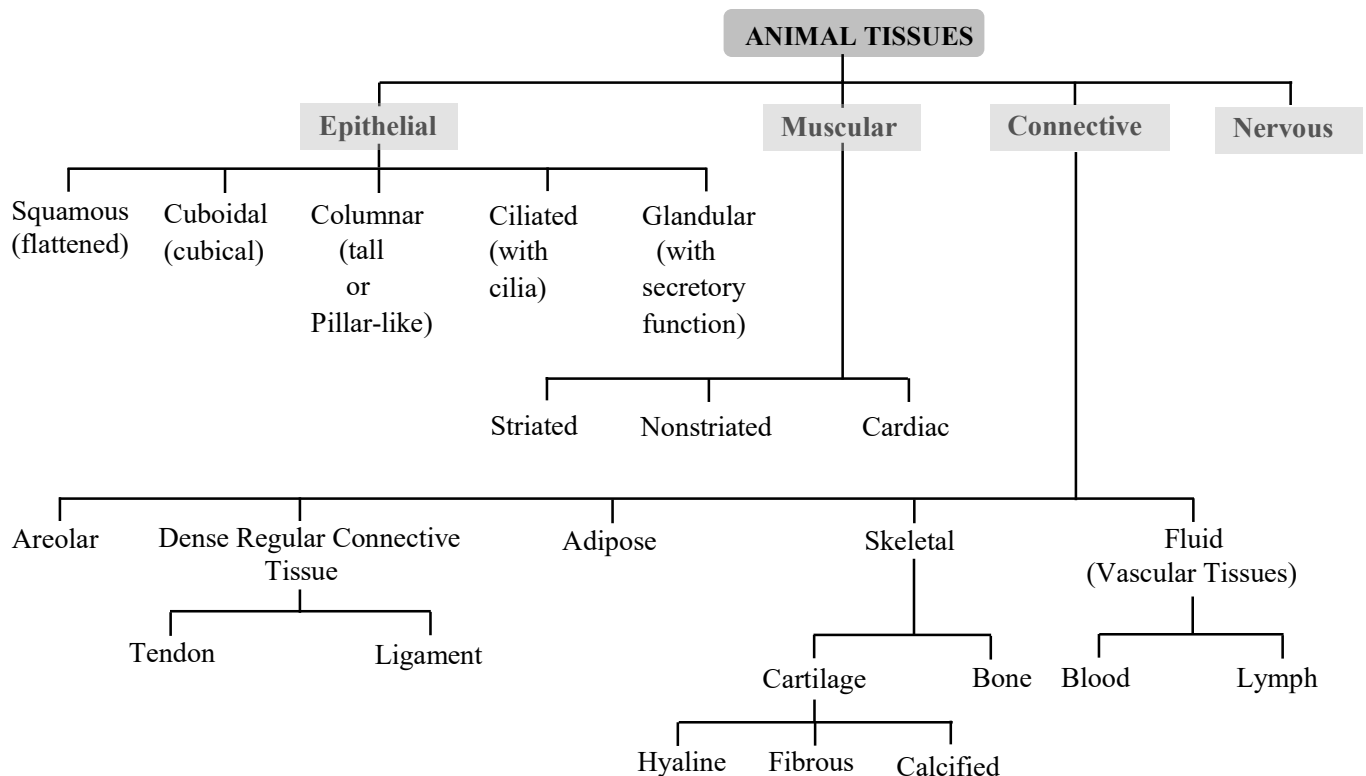 ANIMAL TISSUES
Epithelial
Muscular
Connective
Nervous
Squamous
(flattened)
Cuboidal
(cubical)
Columnar
(tall
or
Pillar-like)
Ciliated
(with
cilia)
Glandular
(with
secretory
function)
Striated
Nonstriated
Cardiac
Areolar
Dense Regular Connective
Tissue
Adipose
Skeletal
Fluid
(Vascular Tissues)
Tendon
Ligament
Cartilage
Bone
Blood
Lymph
Hyaline
Fibrous
Calcified